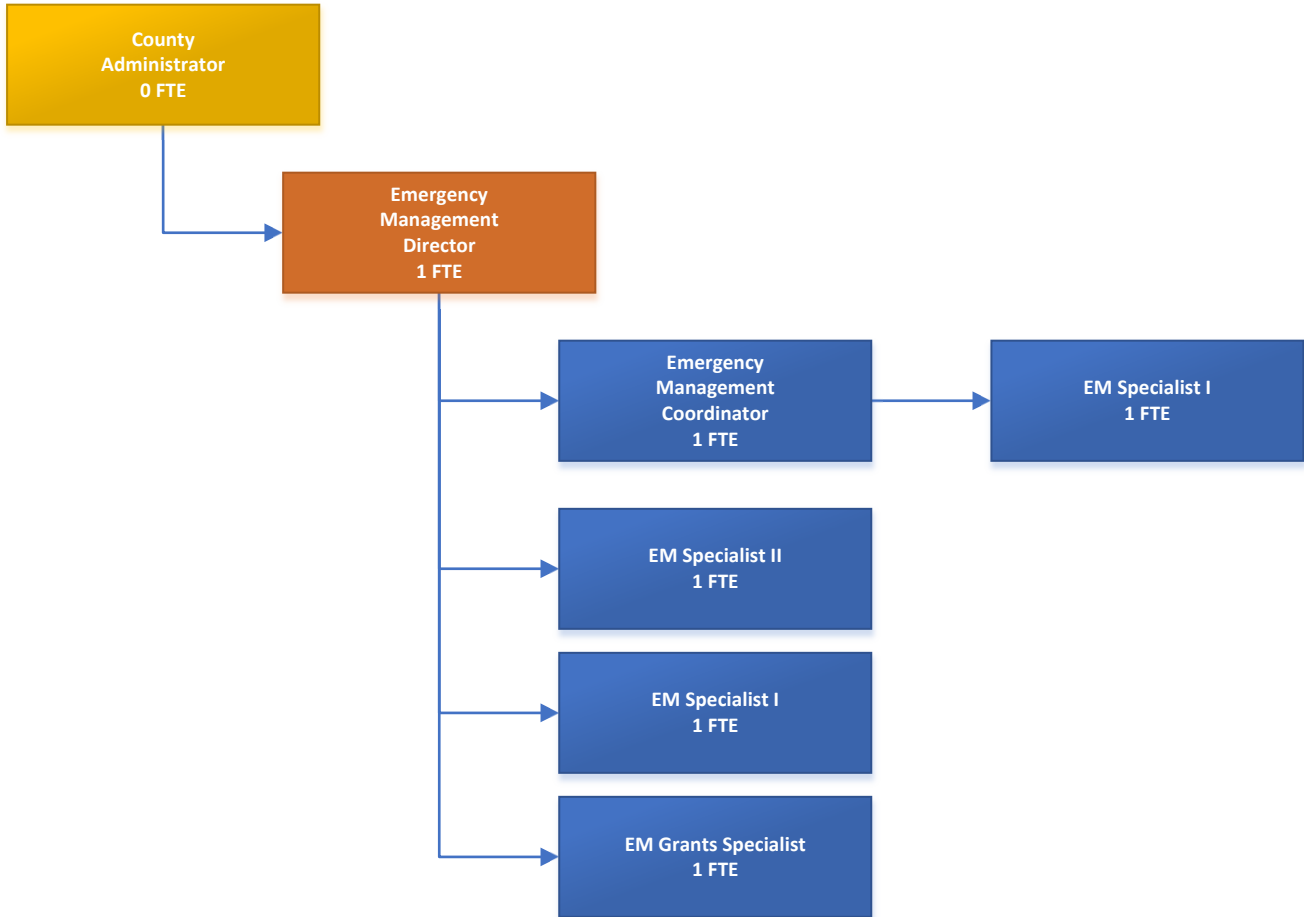 County
Administrator
0 FTE
Emergency
Management
Director
1 FTE
Emergency
Management
Coordinator
1 FTE
EM Specialist I
1 FTE
EM Specialist II
1 FTE
EM Specialist I
1 FTE
EM Grants Specialist
1 FTE